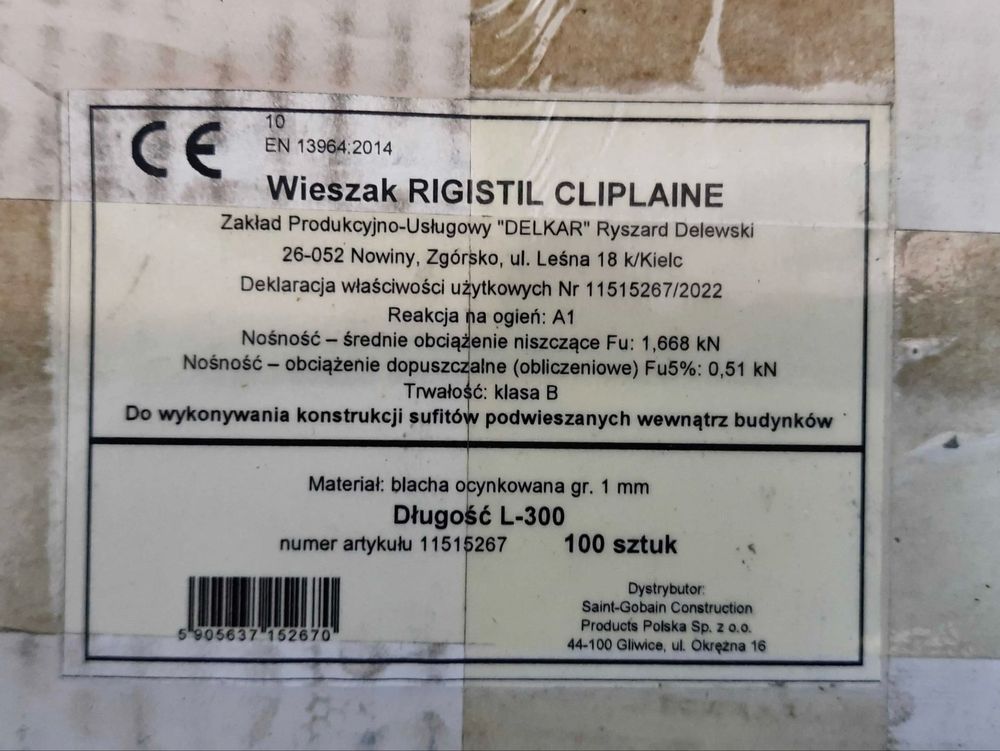 CE 10
EN 13964:2014
Wieszak RIGISTIL CLIPLAINE
Zakład Produkcyjno-Usługowy "DELKAR" Ryszard Delewski
26-052 Nowiny, Zgórsko, ul. Leśna 18 k/Kielc
Deklaracja właściwości użytkowych Nr 11515267/2022
Reakcja na ogień: A1
Nośność – średnie obciążenie niszczące Fu: 1,668 kN
Nośność – obciążenie dopuszczalne (obliczeniowe) Fu5%: 0,51 kN
Trwałość: klasa B
Do wykonywania konstrukcji sufitów podwieszanych wewnątrz budynków
Materiał: blacha ocynkowana gr. 1 mm
Długość L-300
numer artykułu 11515267 100 sztuk
5 905637 152670
Dystrybutor:
Saint-Gobain Construction
Products Polska Sp. z o.o.
44-100 Gliwice, ul. Okrężna 16